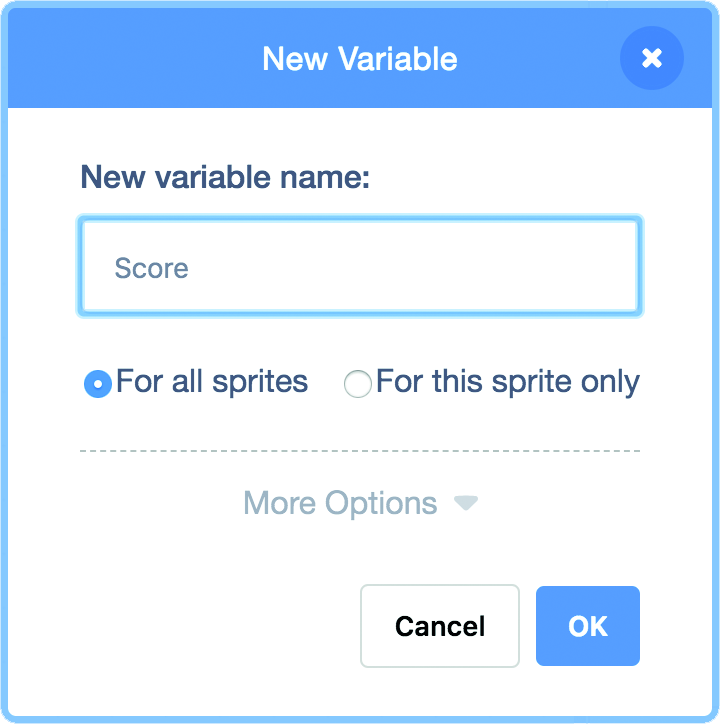 New Variable
New variable name:
Score
For all sprites For this sprite only
More Options
Cancel OK